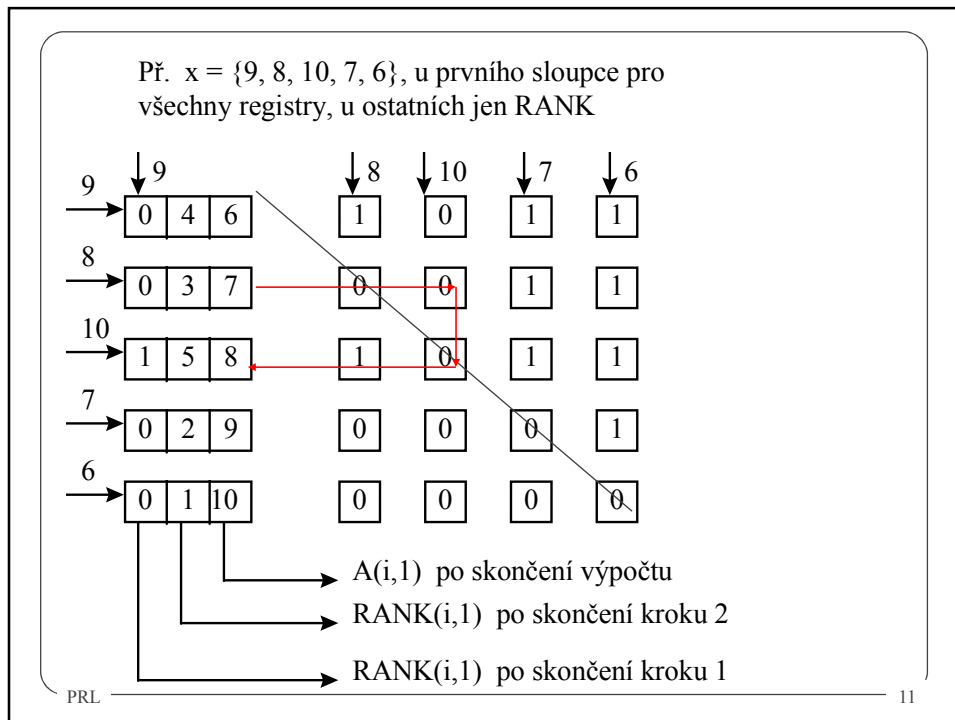 Př. x = {9, 8, 10, 7, 6}, u prvního sloupce pro
všechny registry, u ostatních jen RANK
9 8 10 7 6
9 0 4 6 1 0 1 1
8 0 3 7 0 0 1 1
10 1 5 8 1 0 1 1
7 0 2 9 0 0 0 1
6 0 1 10 0 0 0 0
A(i,1) po skončení výpočtu
RANK(i,1) po skončení kroku 2
RANK(i,1) po skončení kroku 1
PRL 11